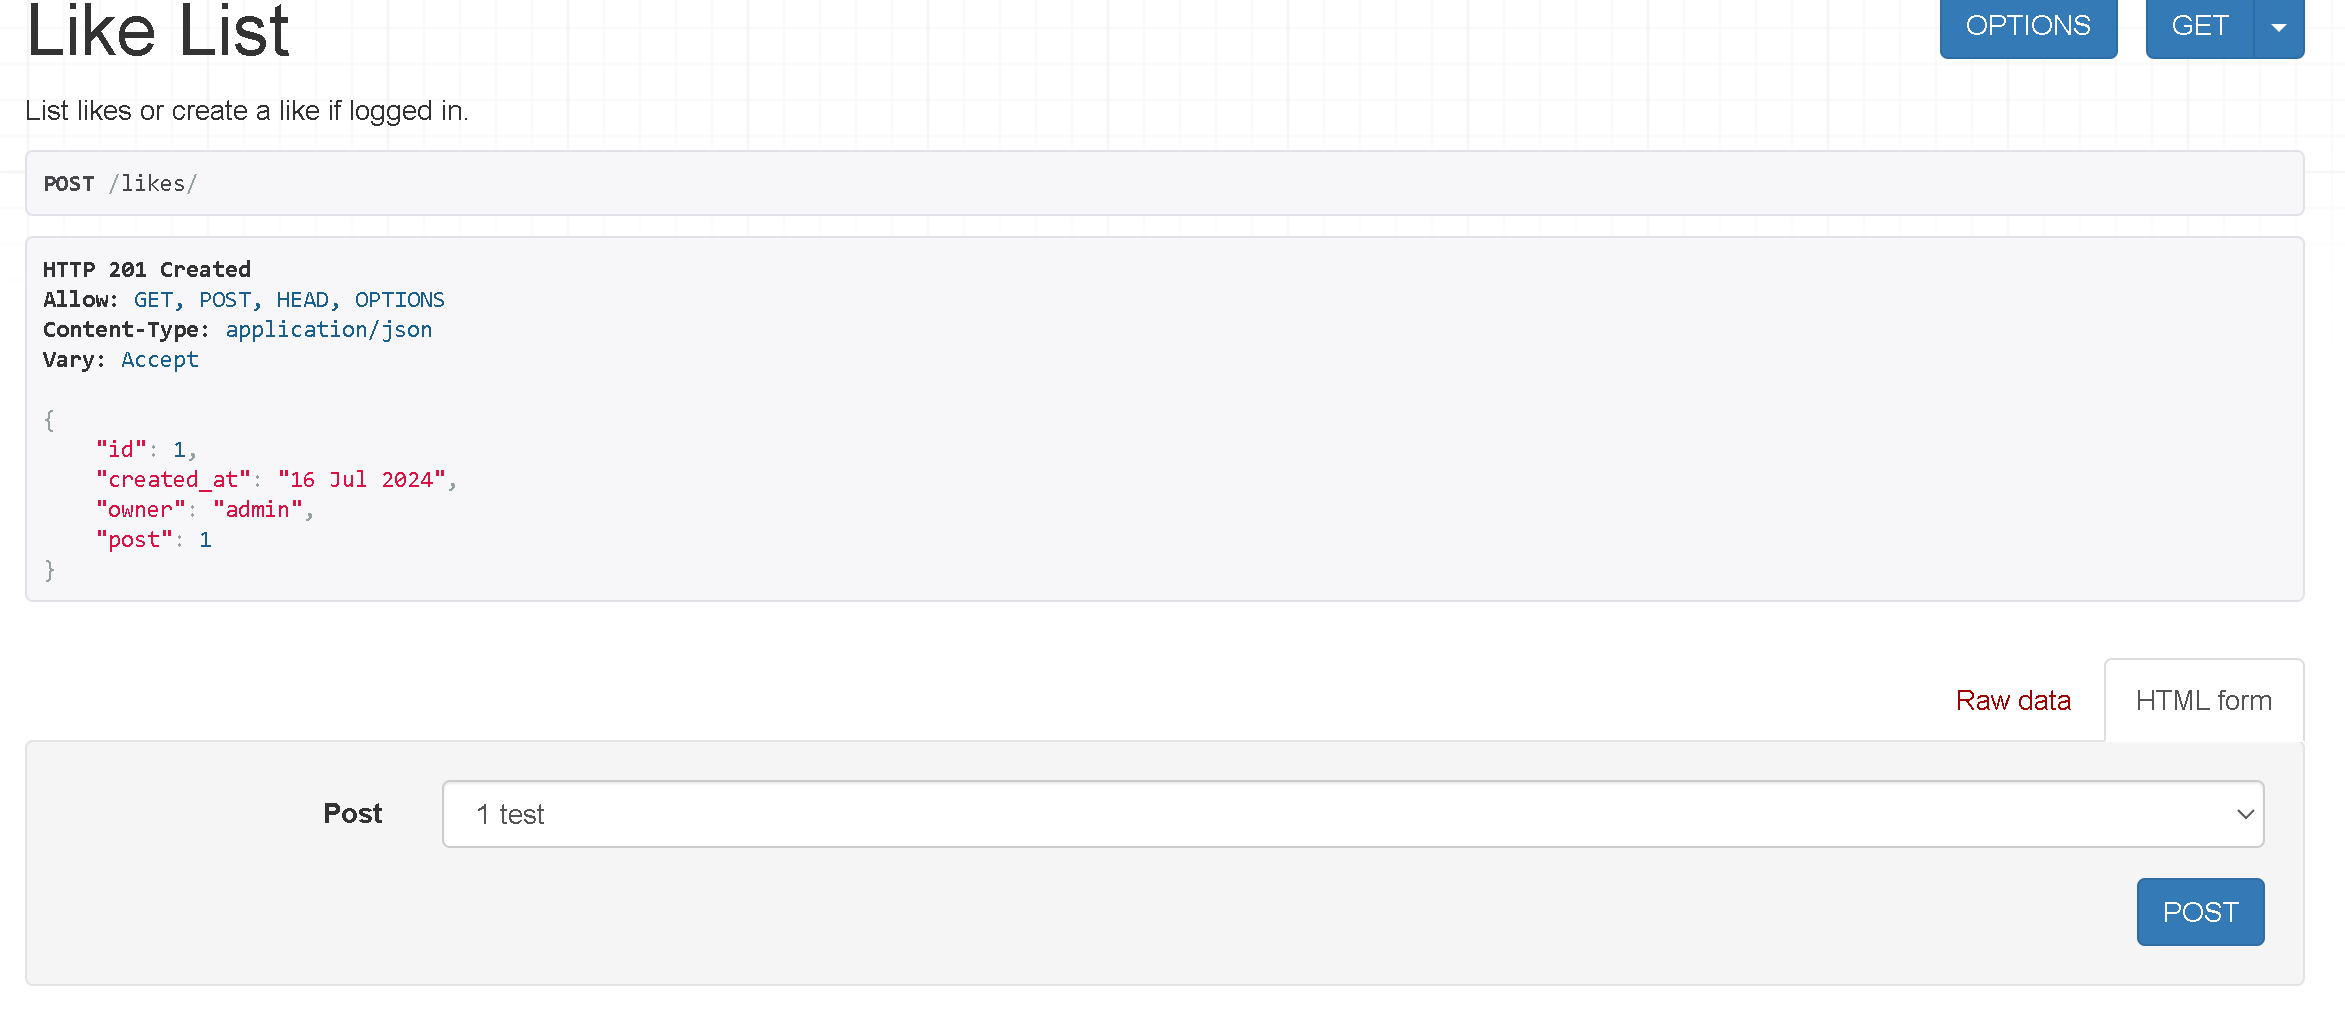 Like List
OPTIONS
GET
List likes or create a like if logged in.
POST /likes/
HTTP 201 Created
Allow: GET, POST, HEAD, OPTIONS
Content-Type: application/json
Vary: Accept
{
    "id": 1,
    "created_at": "16 Jul 2024",
    "owner": "admin",
    "post": 1
}
Raw data
HTML form
Post
1 test
POST